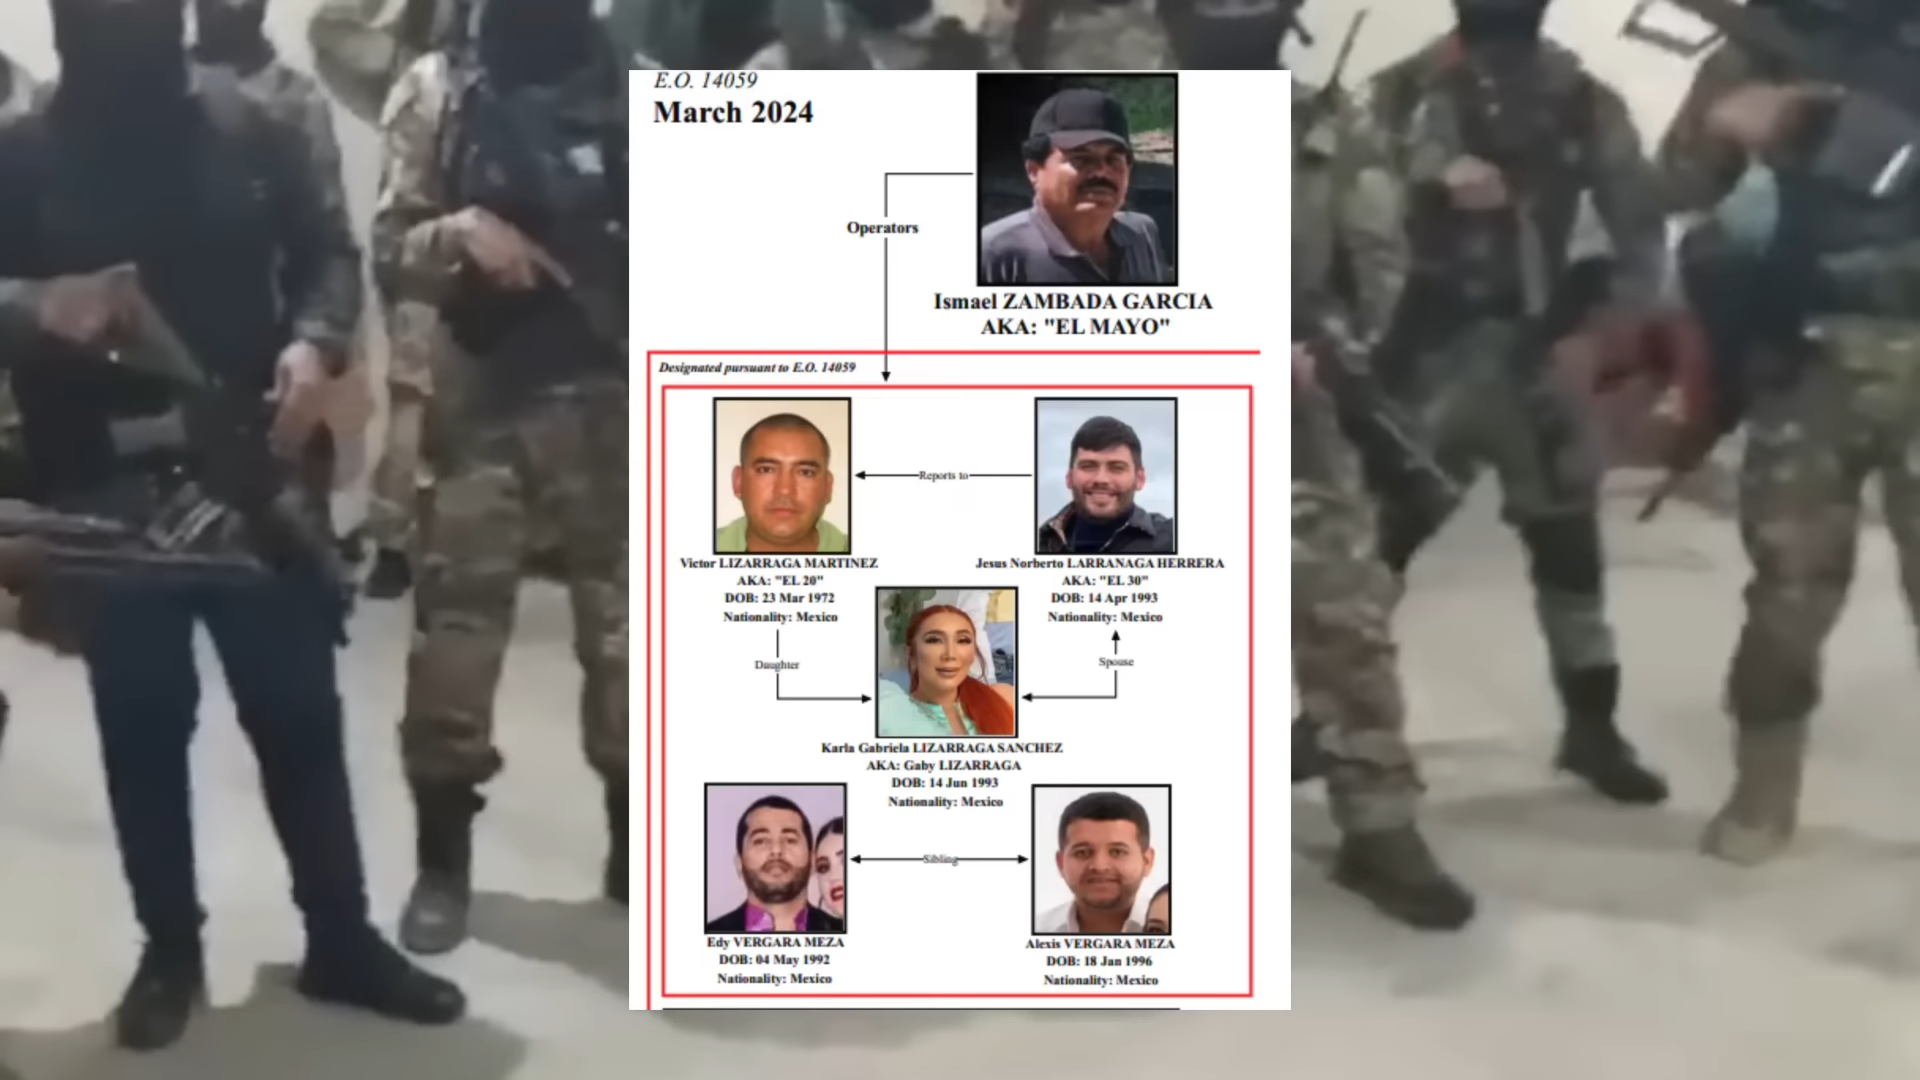 E.O. 14059
March 2024
Operators
Ismael ZAMBADA GARCIA
AKA: "EL MAYO"
Designated pursuant to E.O. 14059
Reports to
Victor LIZARRAGA MARTINEZ
AKA: "EL 20"
DOB: 23 Mar 1972
Nationality: Mexico
Jesus Norberto LARRANAGA HERRERA
AKA: "EL 30"
DOB: 14 Apr 1993
Nationality: Mexico
Daughter
Spouse
Karla Gabriela LIZARRAGA SANCHEZ
AKA: Gaby LIZARRAGA
DOB: 14 Jun 1993
Nationality: Mexico
Sibling
Edy VERGARA MEZA
DOB: 04 May 1992
Nationality: Mexico
Alexis VERGARA MEZA
DOB: 18 Jan 1996
Nationality: Mexico